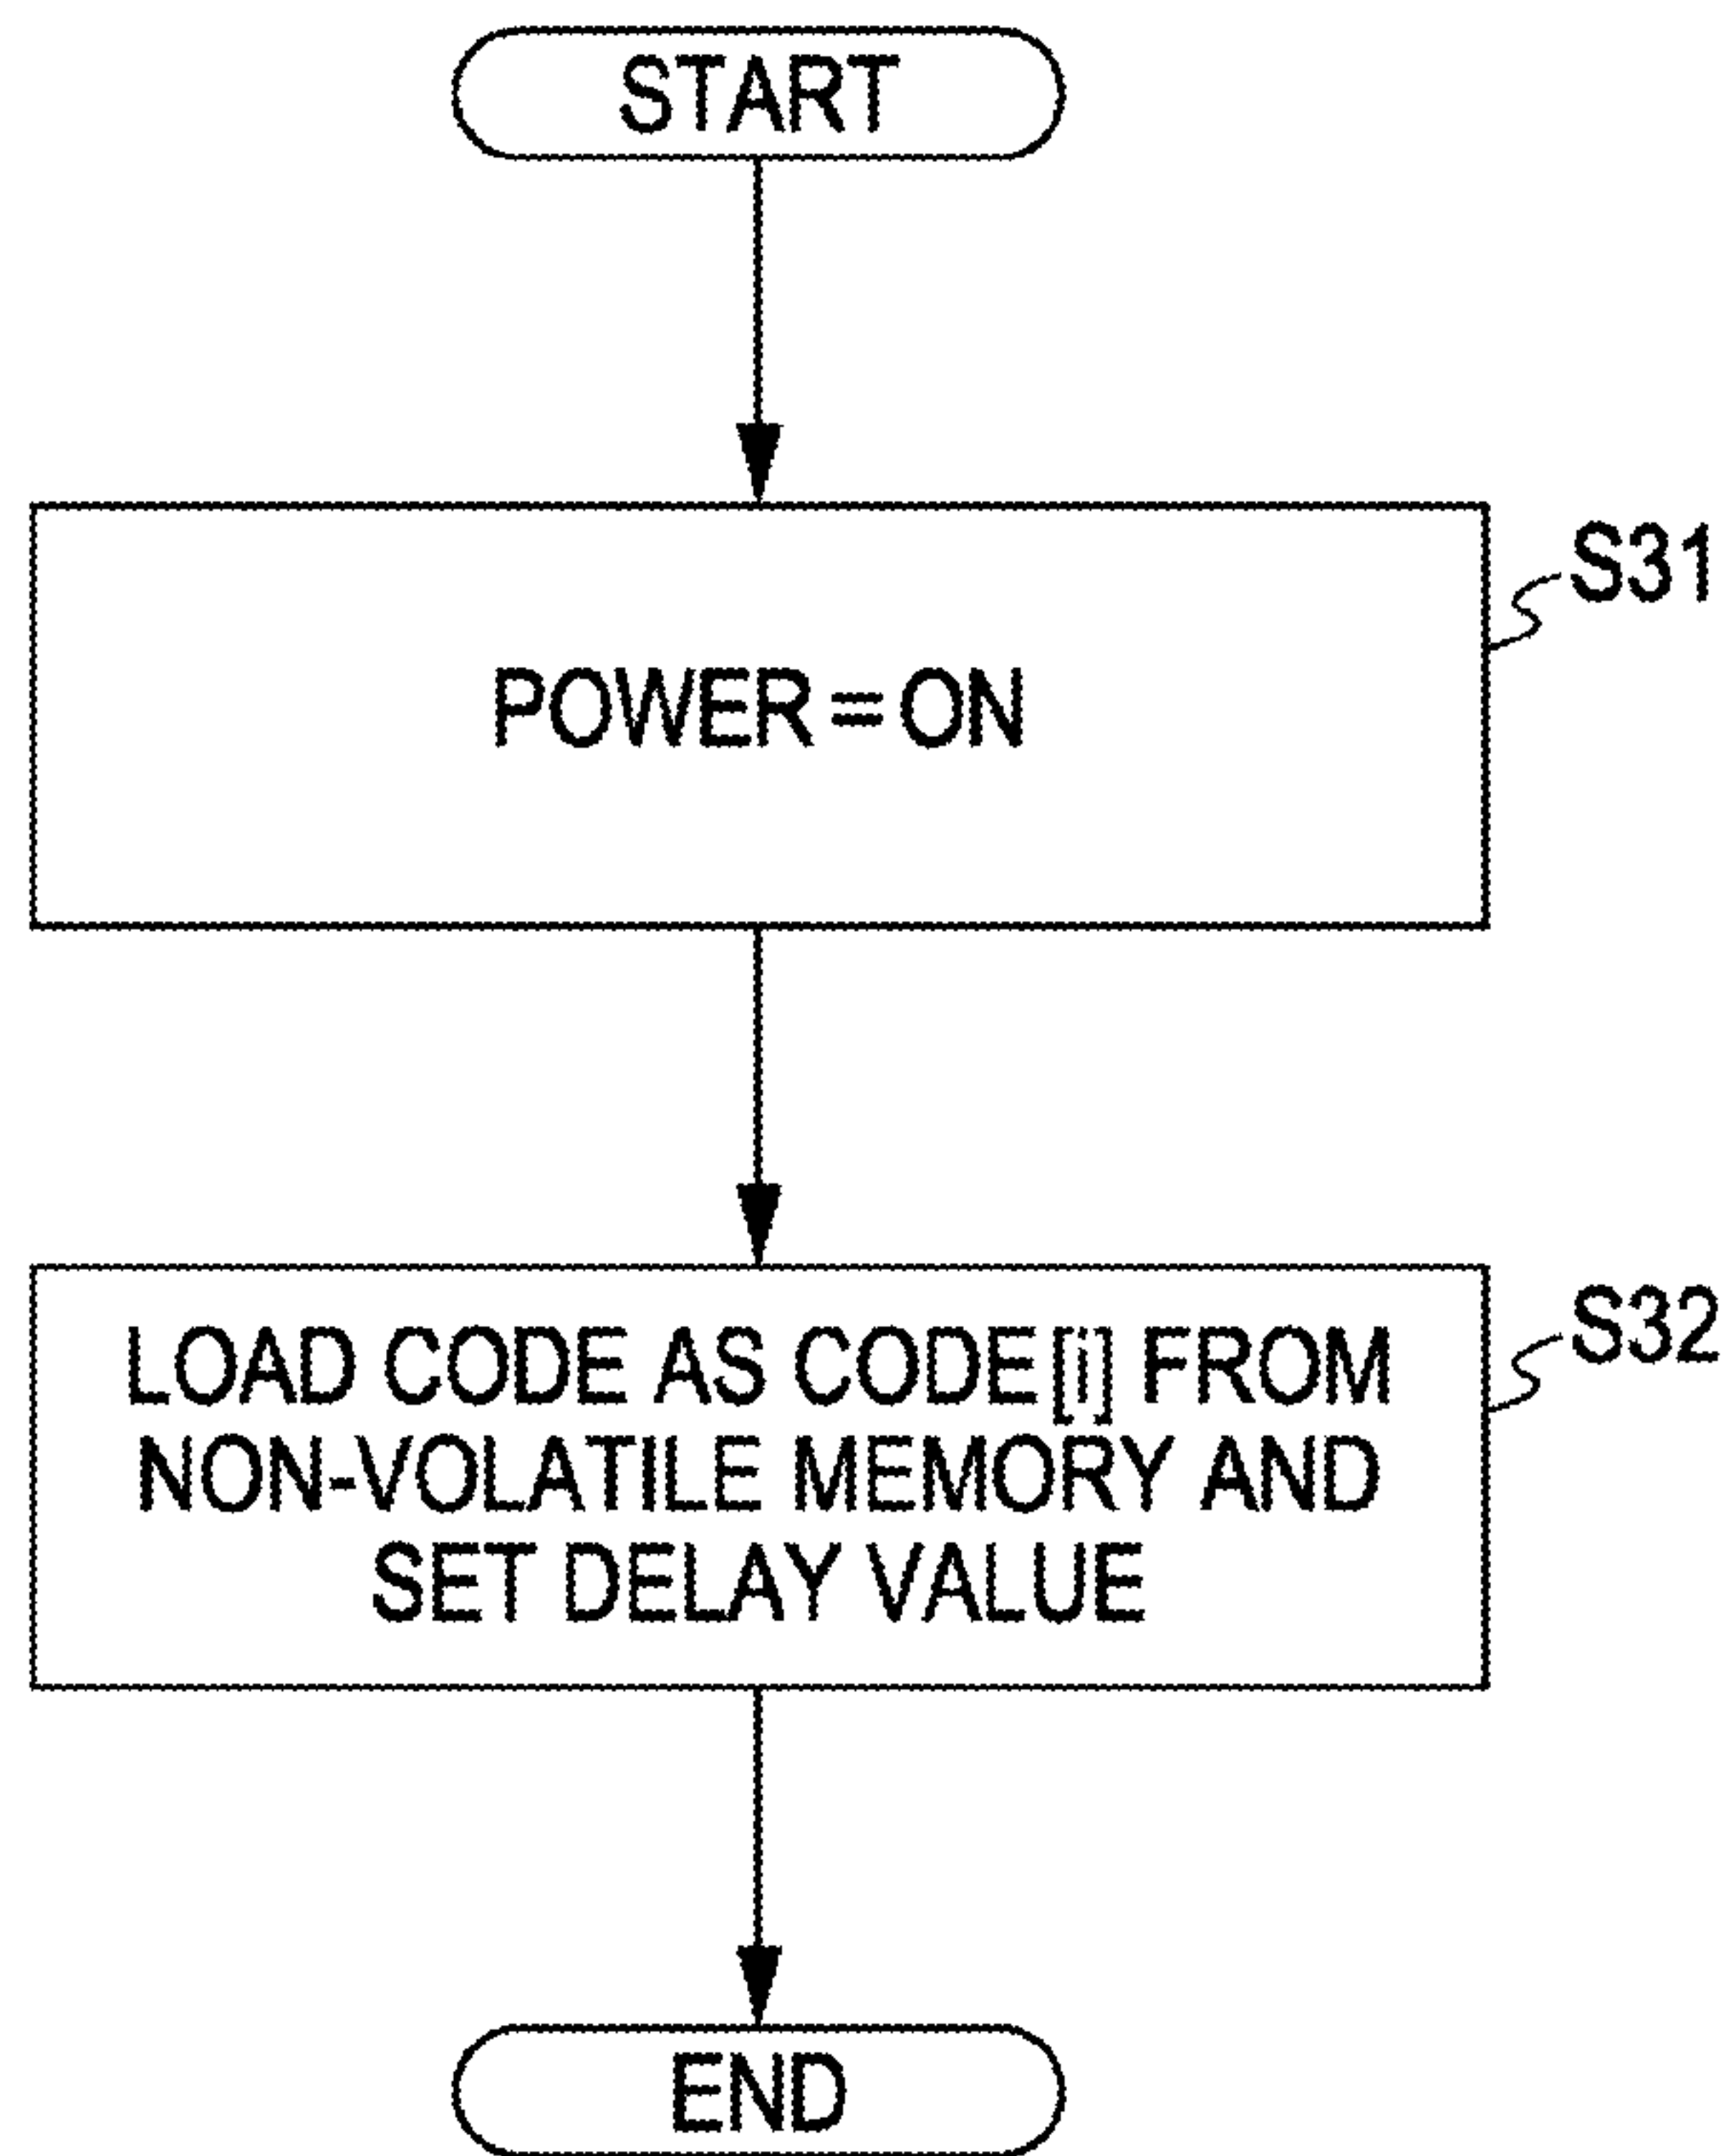 START
S31
POWER=ON
S32
LOAD CODE AS CODE[i] FROM
NON-VOLATILE MEMORY AND
SET DELAY VALUE
END